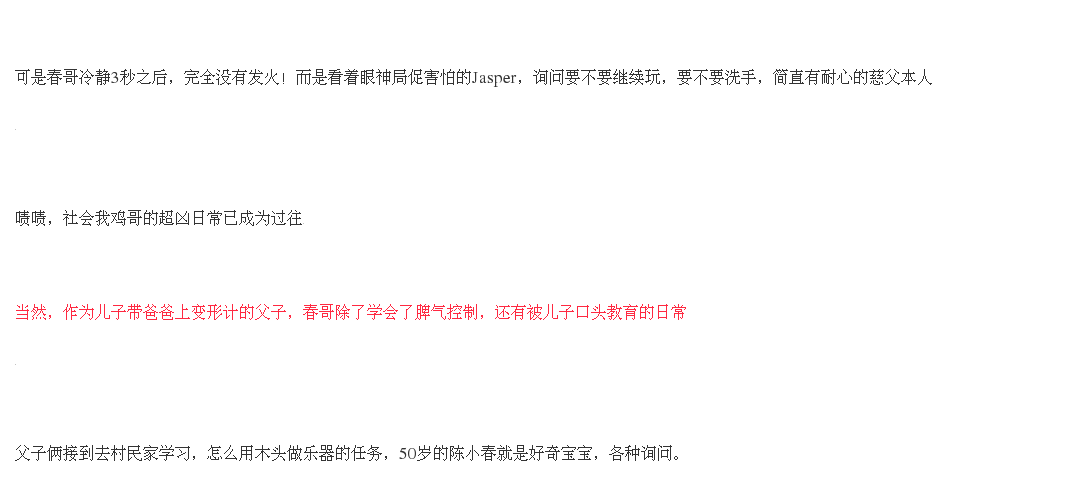 可是春哥冷静3秒之后，完全没有发火！而是看着眼神局促害怕的Jasper，询问要不要继续玩，要不要洗手，简直有耐心的慈父本人
啧啧，社会我鸡哥的超凶日常已成为过往
当然，作为儿子带爸爸上变形计的父子，春哥除了学会了脾气控制，还有被儿子口头教育的日常
父子俩接到去村民家学习，怎么用木头做乐器的任务，50岁的陈小春就是好奇宝宝，各种询问。